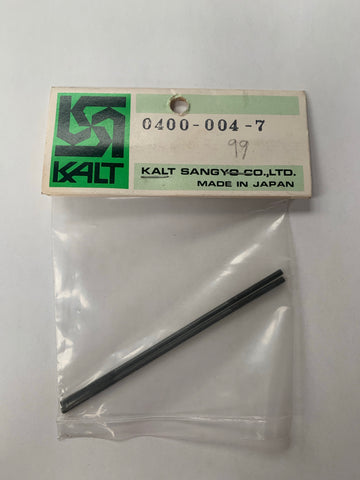 0400-004-7
99
KALT
KALT SANGYO CO.,LTD.
MADE IN JAPAN